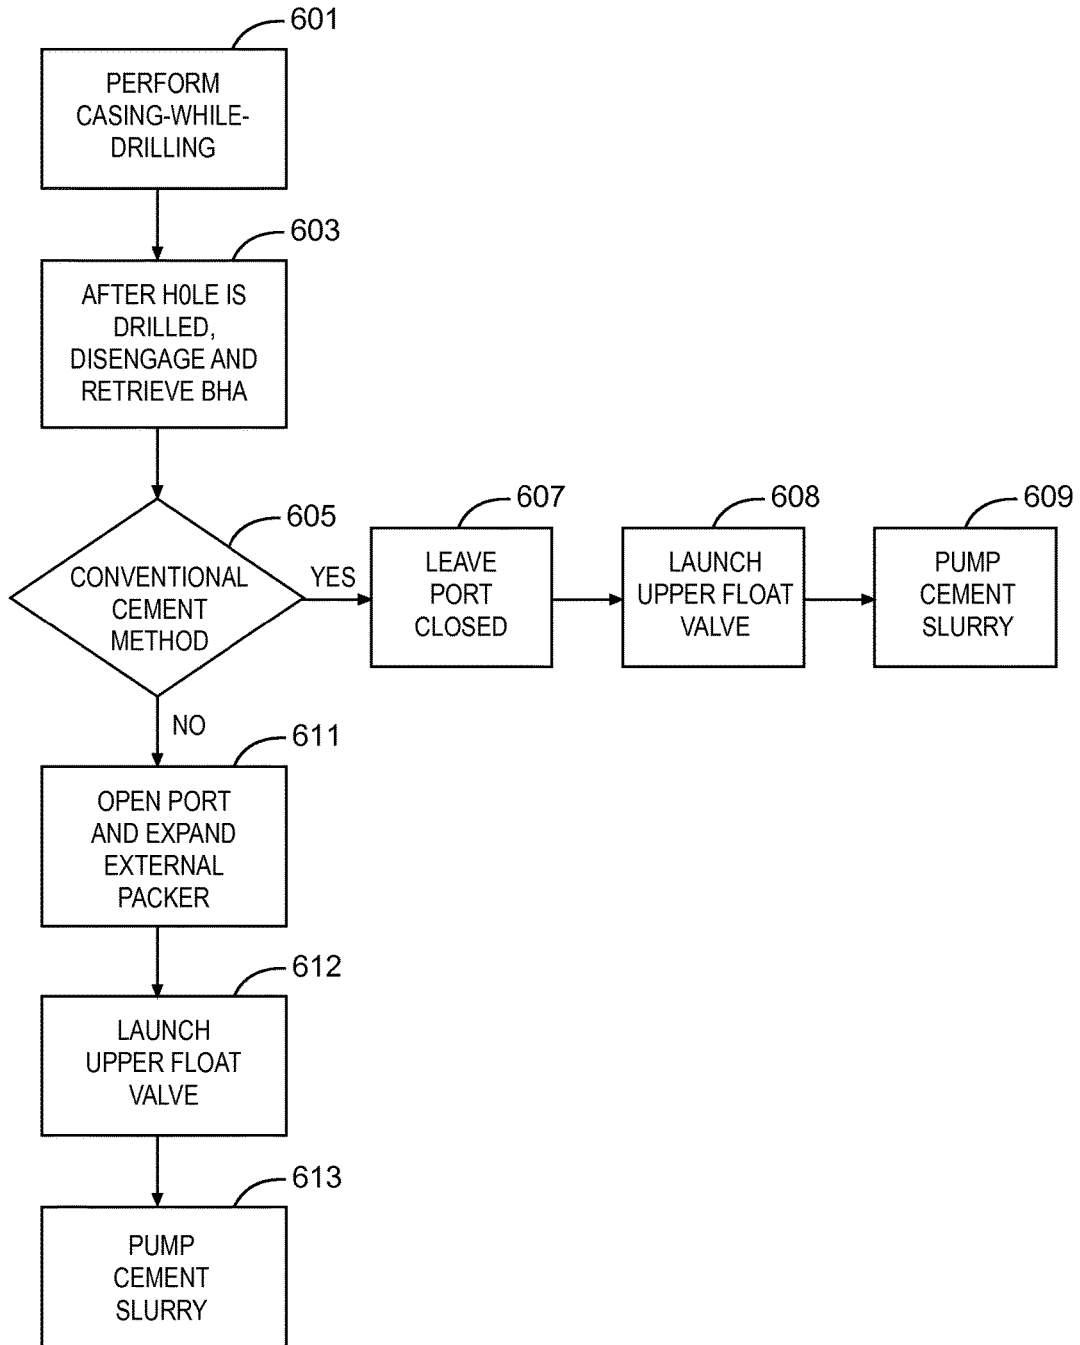 601
PERFORM
CASING-WHILE-
DRILLING
603
AFTER H0LE IS
DRILLED,
DISENGAGE AND
RETRIEVE BHA
605
CONVENTIONAL
CEMENT
METHOD
YES
607
LEAVE
PORT
CLOSED
608
LAUNCH
UPPER FLOAT
VALVE
609
PUMP
CEMENT
SLURRY
NO
611
OPEN PORT
AND EXPAND
EXTERNAL
PACKER
612
LAUNCH
UPPER FLOAT
VALVE
613
PUMP
CEMENT
SLURRY